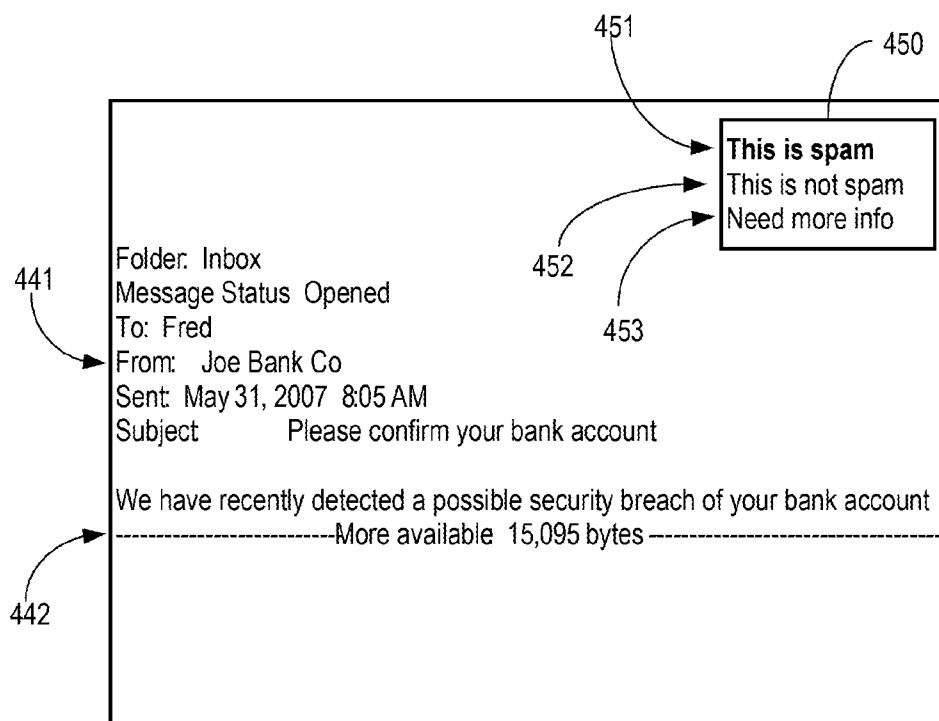 451
450
This is spam
This is not spam
Need more info
452
453
441
Folder: Inbox
Message Status Opened
To: Fred
From: Joe Bank Co
Sent: May 31, 2007 8:05 AM
Subject Please confirm your bank account
We have recently detected a possible security breach of your bank account
-------------------------More available 15,095 bytes --------------------------------
442